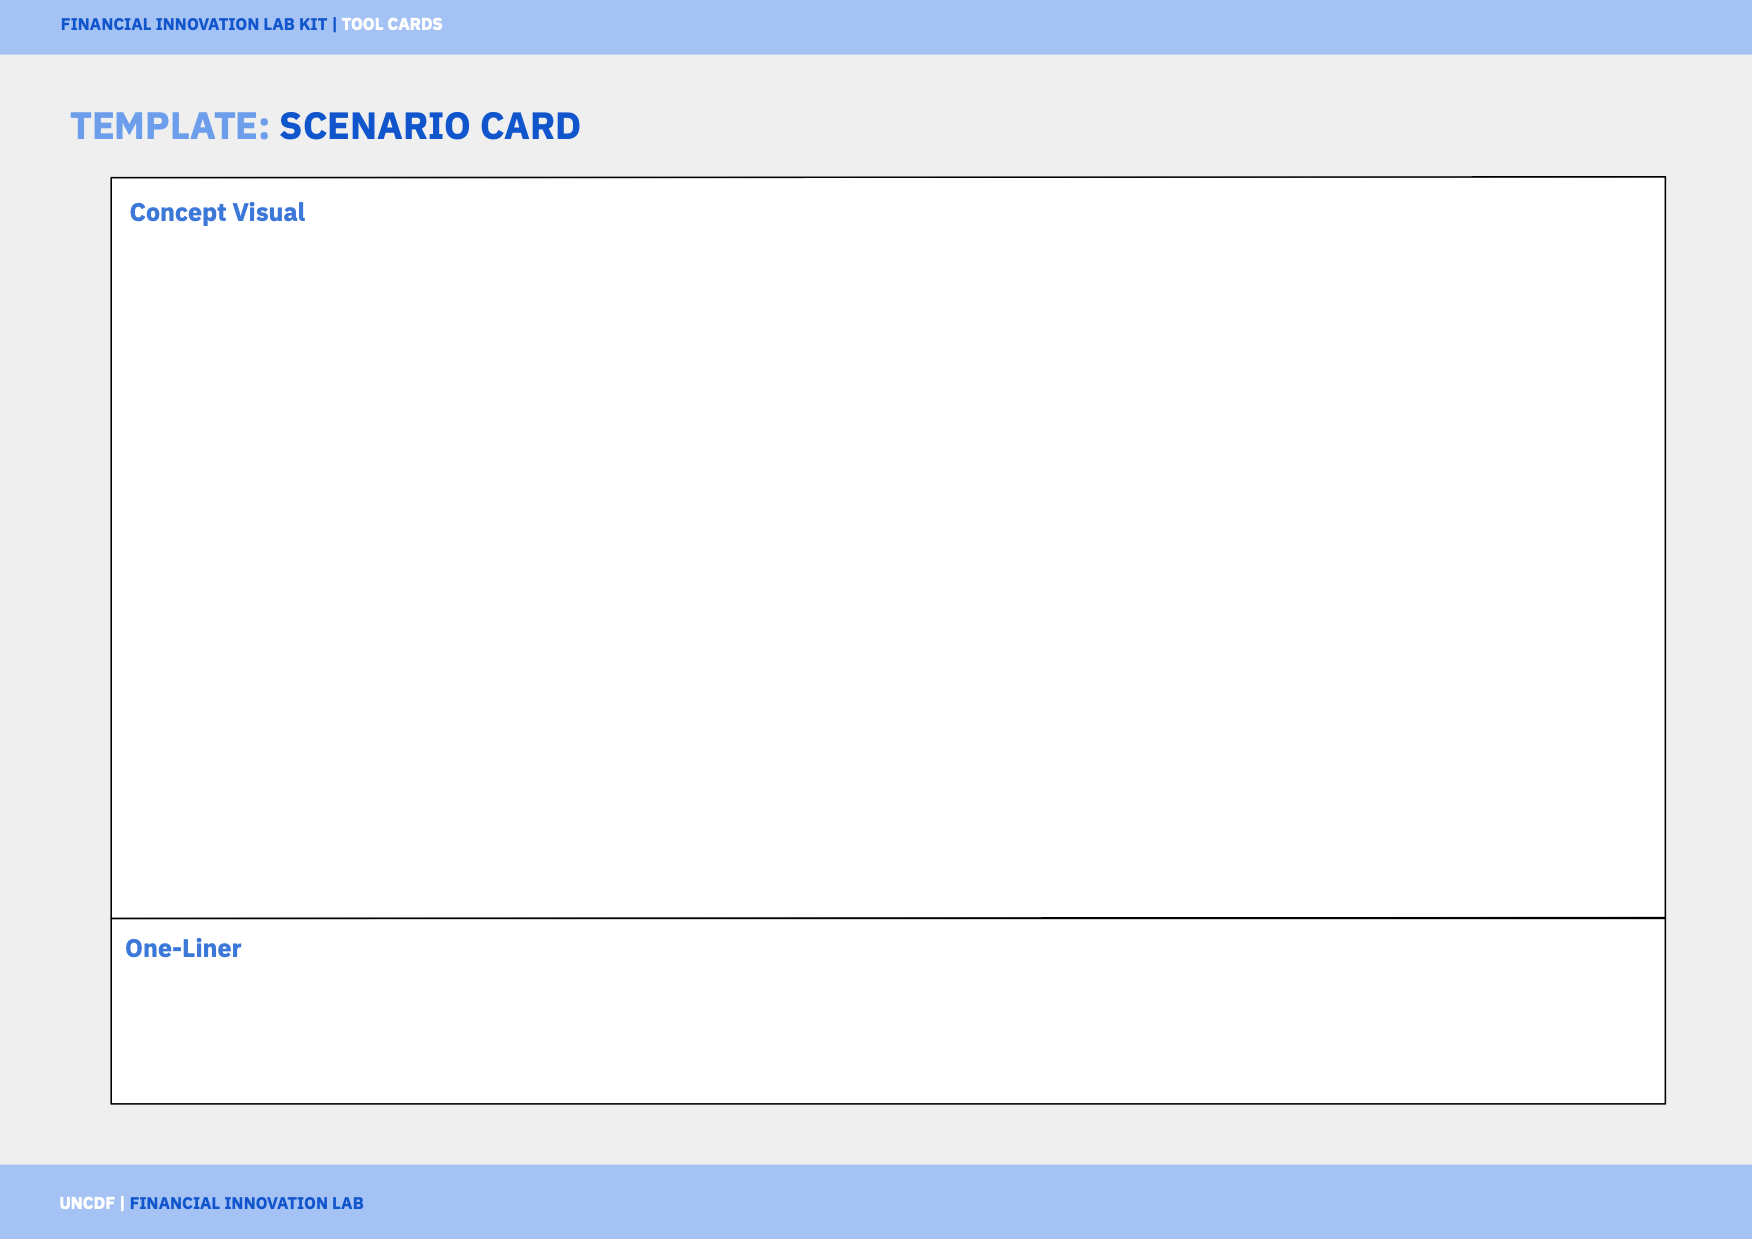 FINANCIAL INNOVATION LAB KIT | TOOL CARDS
TEMPLATE: SCENARIO CARD
Concept Visual
One-Liner
UNCDF | FINANCIAL INNOVATION LAB